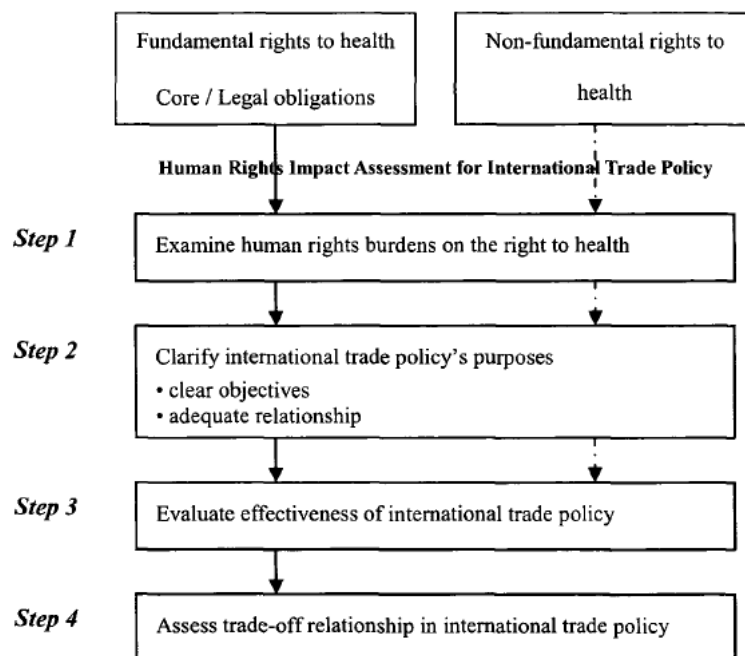 Fundamental rights to health
Core / Legal obligations
Non-fundamental rights to
health
Human Rights Impact Assessment for International Trade Policy
Step 1
Examine human rights burdens on the right to health
Step 2
Clarify international trade policy's purposes
• clear objectives
• adequate relationship
Step 3
Evaluate effectiveness of international trade policy
Step 4
Assess trade-off relationship in international trade policy